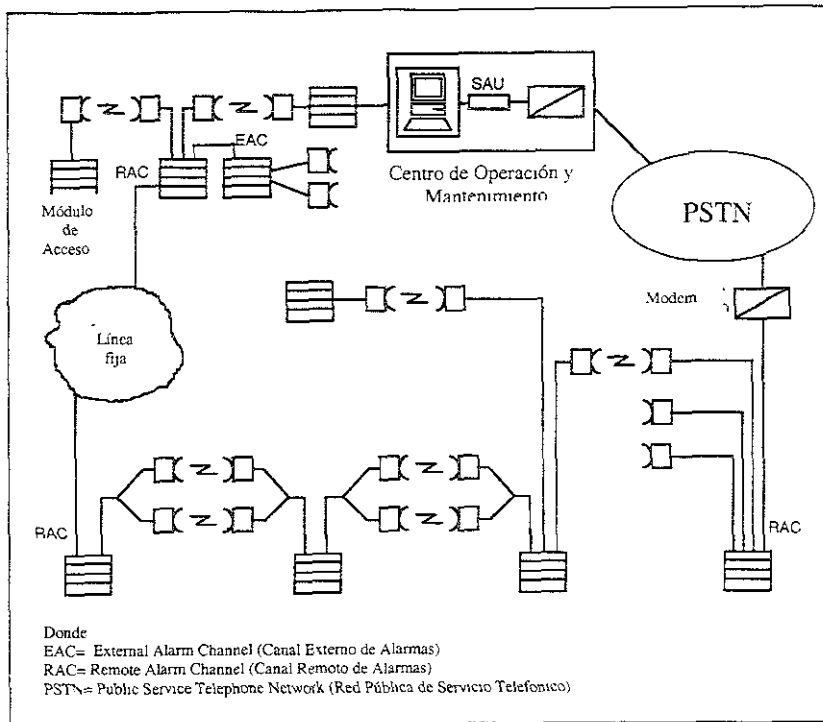 SAU
EAC
RAC
Centro de Operación y
Mantenimiento
Módulo
de
Acceso
PSTN
Modem
Línea
fija
RAC
RAC
Donde
EAC= External Alarm Channel (Canal Externo de Alarmas)
RAC= Remote Alarm Channel (Canal Remoto de Alarmas)
PSTN= Public Service Telephone Network (Red Pública de Servicio Telefonico)